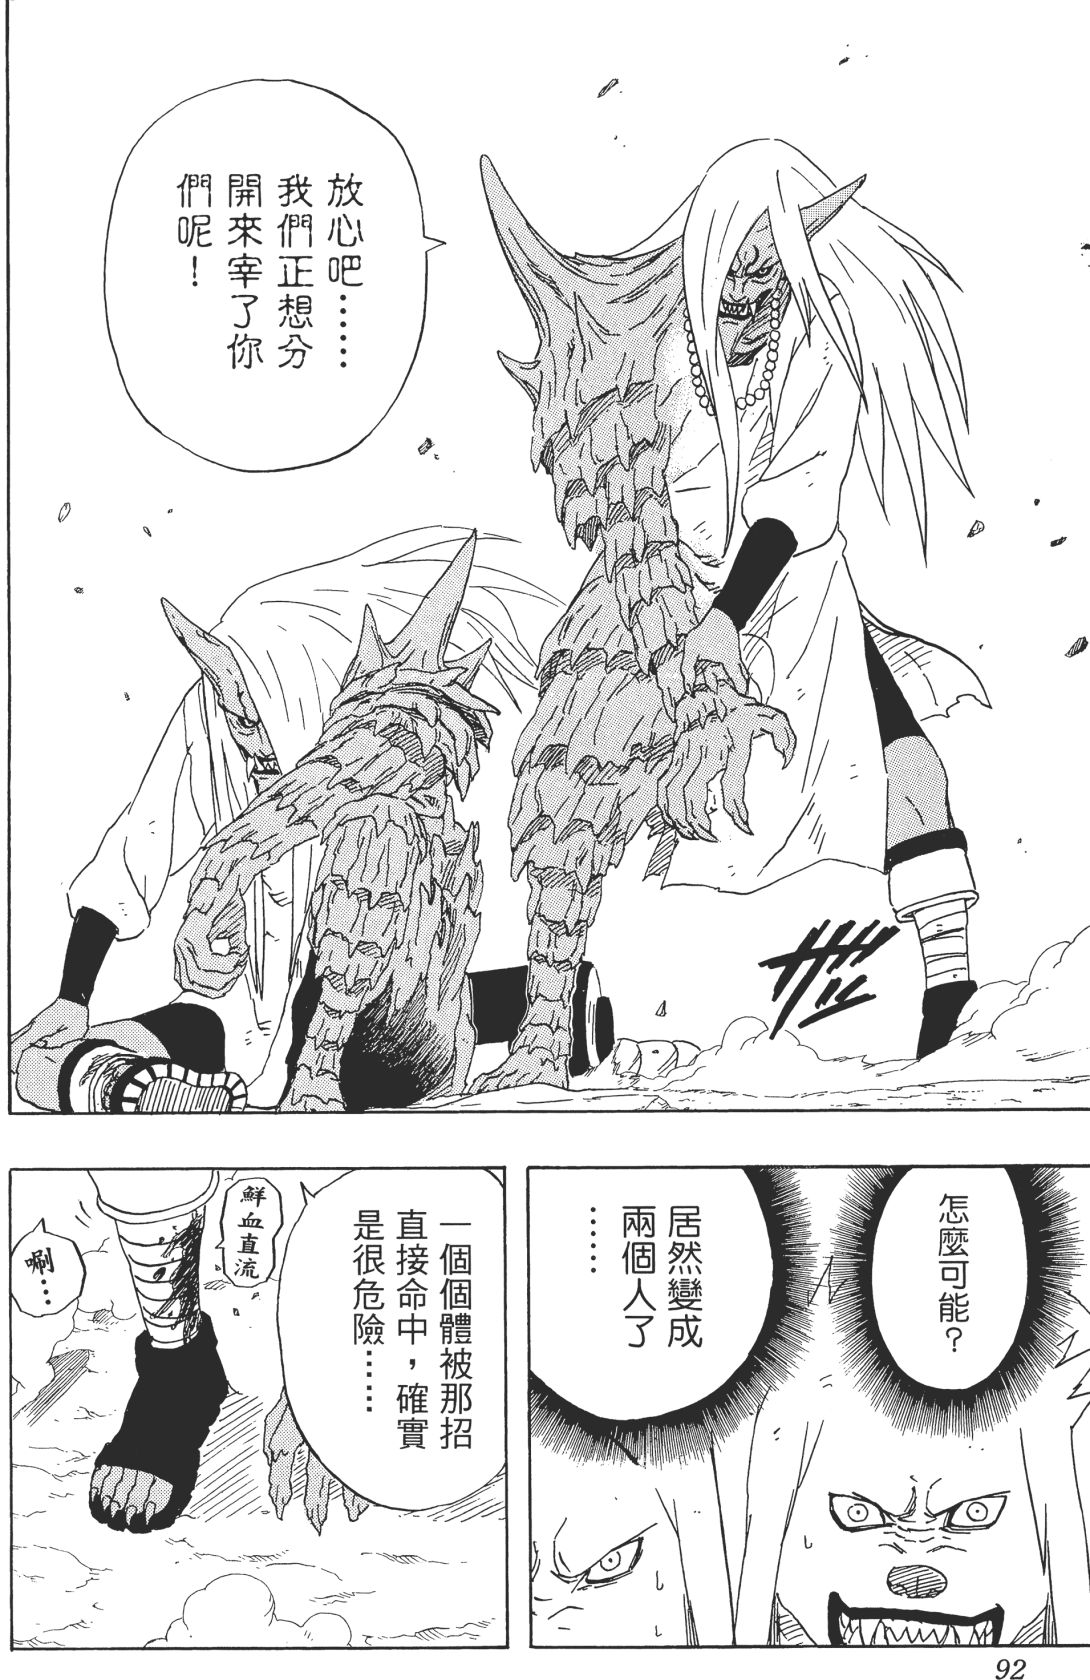 放心吧……
我們正想分
開來宰了你
們呢！
ザッ
怎麼可能？
居然變成
兩個人了
……
一個個體被那招
直接命中，確實
是很危險……
鮮血直流
唰…
92